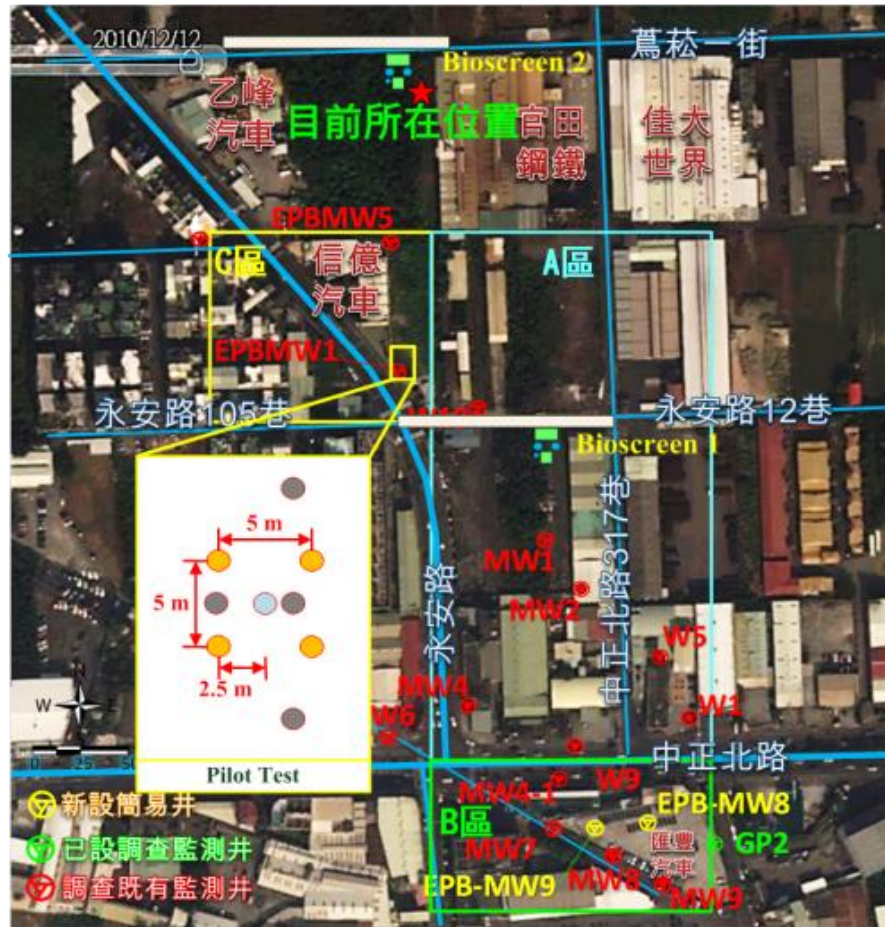 2010/12/12
蔦菘一街
Bioscreen 2
乙峰
汽車
目前所在位置
官田
鋼鐵
佳大
世界
EPBMW5
C區
信億
汽車
A區
EPBMW1
永安路105巷
永安路12巷
Bioscreen 1
5 m
5 m
2.5 m
Pilot Test
MW1
MW2
中正北路317巷
永安路
W5
MW4
W6
W1
N
W
E
S
0
25
50
中正北路
W9
MW4-1
B區
MW7
EPB-MW8
GP2
匯豐
汽車
MW8
EPB-MW9
MW9
新設簡易井
已設調查監測井
調查既有監測井